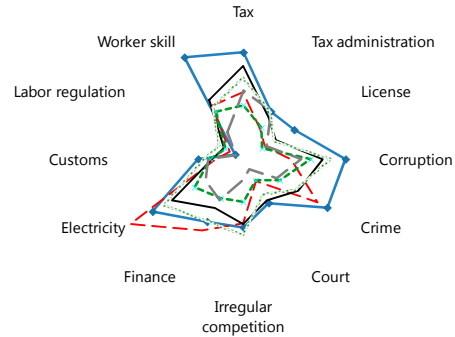 Tax
Worker skill
Tax administration
Labor regulation
License
Customs
Corruption
Electricity
Crime
Finance
Court
Irregular
competition